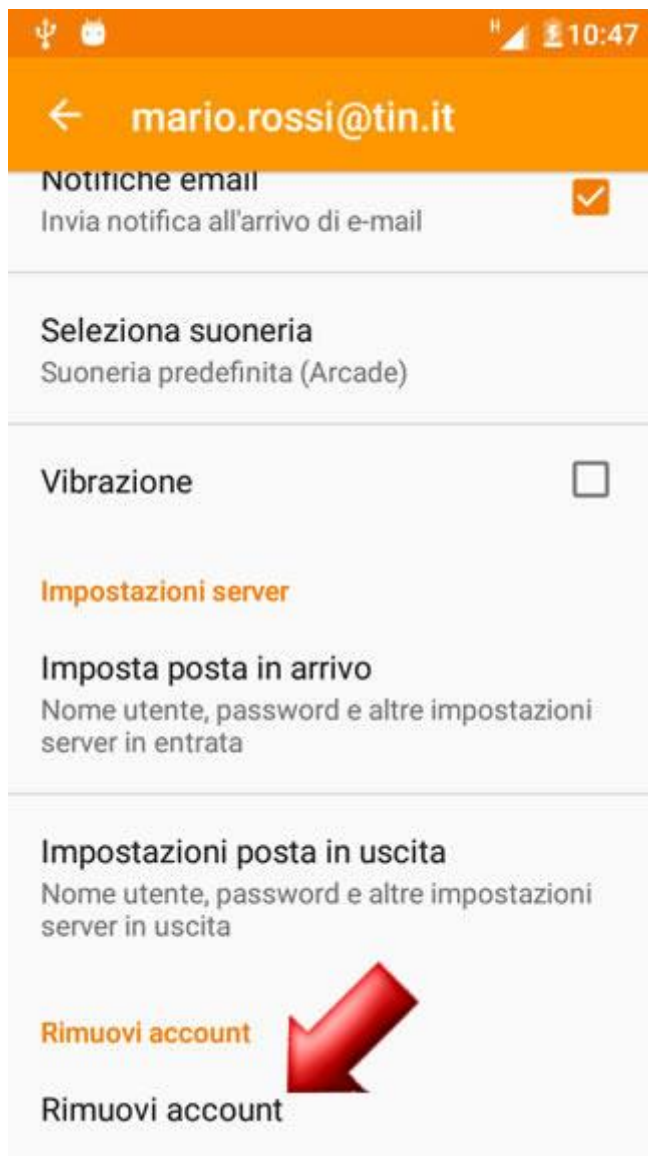 H 10:47
mario.rossi@tin.it
Notifiche email
Invia notifica all'arrivo di e-mail
Seleziona suoneria
Suoneria predefinita (Arcade)
Vibrazione
Impostazioni server
Imposta posta in arrivo
Nome utente, password e altre impostazioni
server in entrata
Impostazioni posta in uscita
Nome utente, password e altre impostazioni
server in uscita
Rimuovi account
Rimuovi account